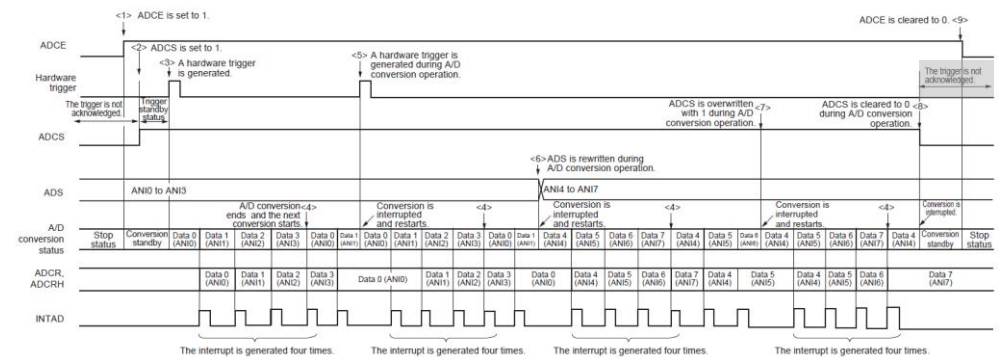 <1> ADCE is set to 1.
ADCE is cleared to 0. <9>
ADCE
<2> ADCS is set to 1.
<3> A hardware trigger
is generated.
<5> A hardware trigger is
generated during A/D
conversion operation.
Hardware
trigger
The trigger is not
acknowledged.
The trigger is not
acknowledged.
Trigger
standby
status
ADCS is overwritten <7>
with 1 during A/D
conversion operation.
ADCS is cleared to 0 <8>
during A/D conversion
operation.
ADCS
<6> ADS is rewritten during
A/D conversion operation.
ADS
ANI0 to ANI3
ANI4 to ANI7
A/D conversion <4>
ends and the next
conversion starts.
Conversion is
interrupted
and restarts.
<4>
Conversion is
interrupted
and restarts.
<4>
Conversion is
interrupted
and restarts.
<4>
Conversion is
interrupted.
A/D
conversion
status
Stop
status
Conversion
standby
Data 0
(ANI0)
Data 1
(ANI1)
Data 2
(ANI2)
Data 3
(ANI3)
Data 0
(ANI0)
Data 1
(ANI1)
Data 0
(ANI0)
Data 1
(ANI1)
Data 2
(ANI2)
Data 3
(ANI3)
Data 0
(ANI0)
Data 1
(ANI1)
Data 4
(ANI4)
Data 5
(ANI5)
Data 6
(ANI6)
Data 7
(ANI7)
Data 4
(ANI4)
Data 5
(ANI5)
Data 6
(ANI6)
Data 4
(ANI4)
Data 5
(ANI5)
Data 6
(ANI6)
Data 7
(ANI7)
Data 4
(ANI4)
Conversion
standby
Stop
status
ADCR,
ADCRH
Data 0
(ANI0)
Data 1
(ANI1)
Data 2
(ANI2)
Data 3
(ANI3)
Data 0 (ANI0)
Data 1
(ANI1)
Data 2
(ANI2)
Data 3
(ANI3)
Data 0
(ANI0)
Data 4
(ANI4)
Data 5
(ANI5)
Data 6
(ANI6)
Data 7
(ANI7)
Data 4
(ANI4)
Data 5
(ANI5)
Data 4
(ANI4)
Data 5
(ANI5)
Data 6
(ANI6)
Data 7
(ANI7)
INTAD
The interrupt is generated four times.
The interrupt is generated four times.
The interrupt is generated four times.
The interrupt is generated four times.